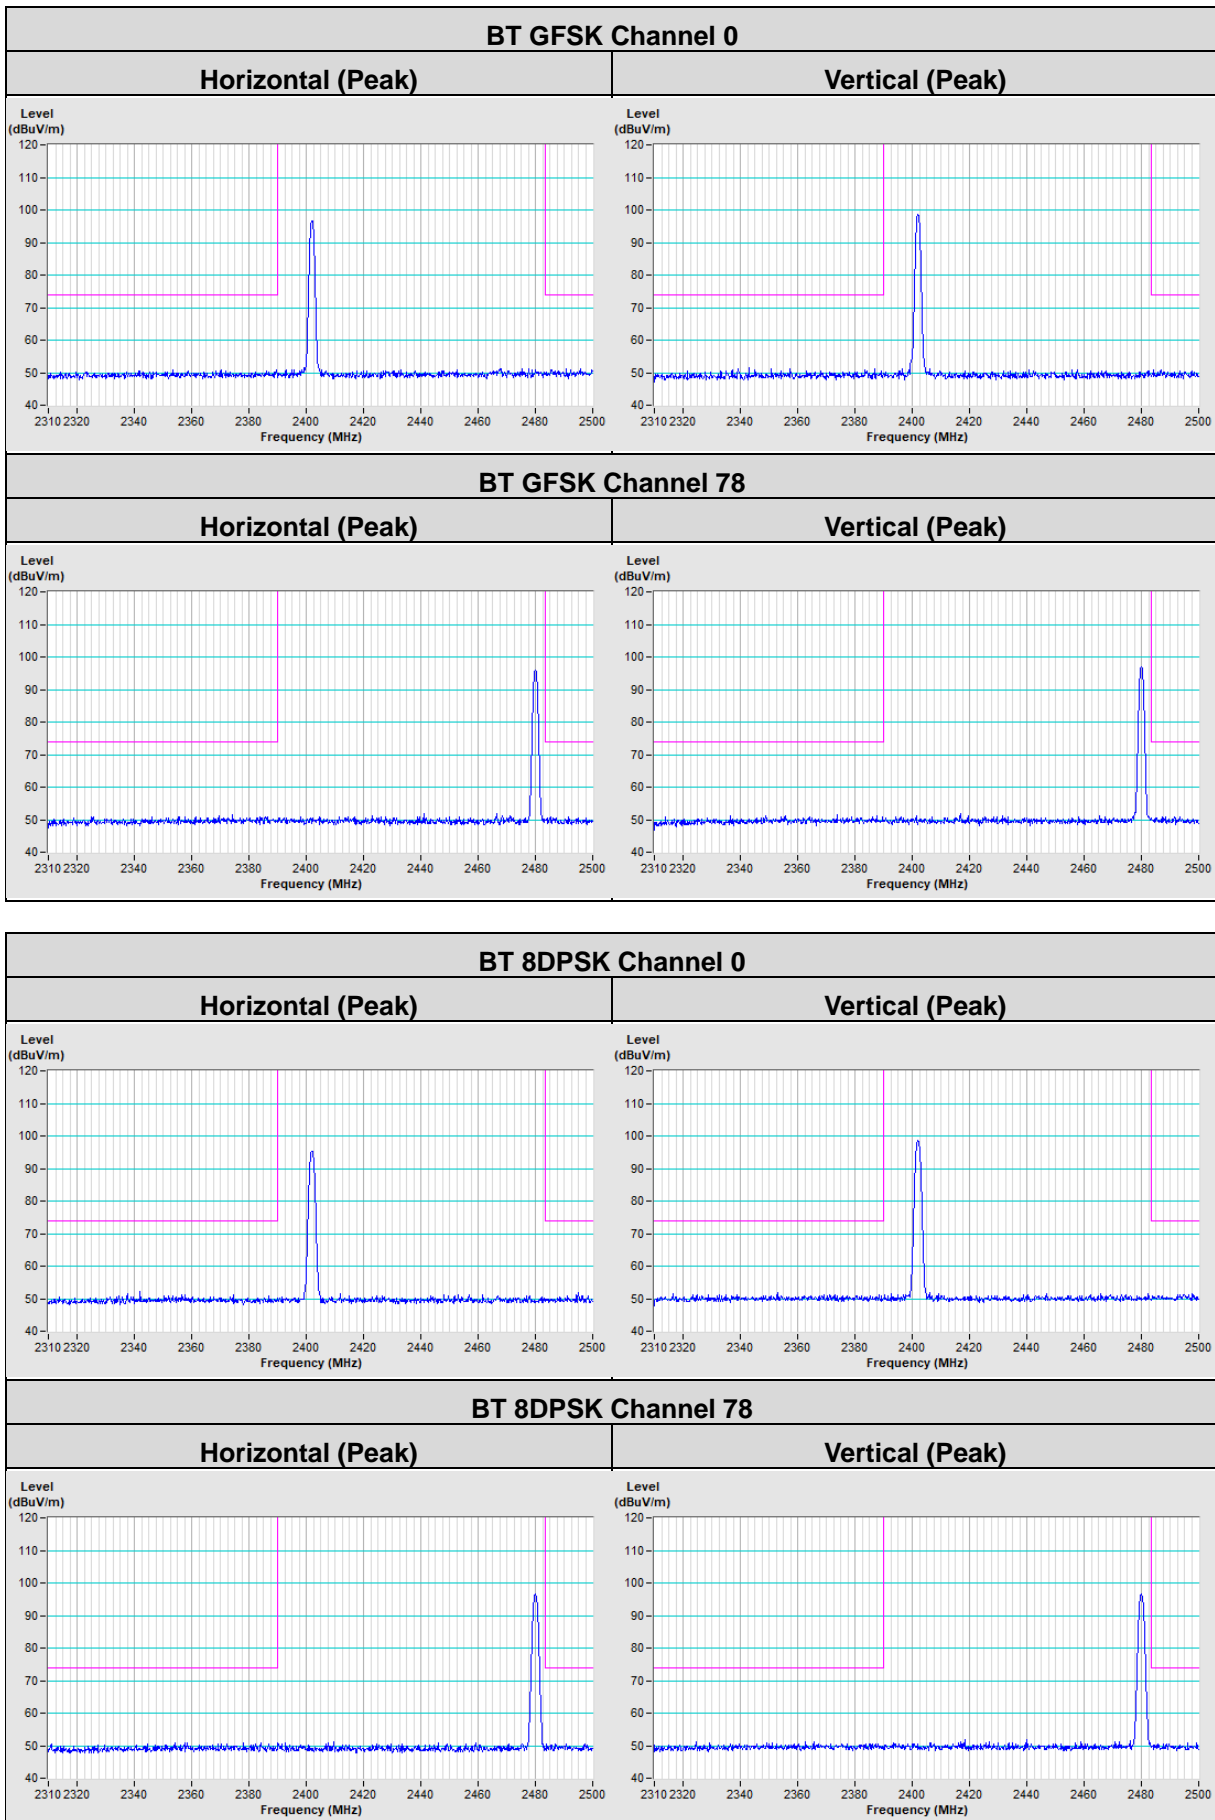 BT GFSK Channel 0
Horizontal (Peak) Vertical (Peak)
Level Level
(dBuV/m) (dBuV/m)
120 120
110 110
100 100
90 90
80 80
70 70
60 60
50 50
40 40
2310 2320 2340 2360 2380 2400 2420 2440 2460 2480 2500 2310 2320 2340 2360 2380 2400 2420 2440 2460 2480 2500
Frequency (MHz) Frequency (MHz)
BT GFSK Channel 78
Horizontal (Peak) Vertical (Peak)
Level Level
(dBuV/m) (dBuV/m)
120 120
110 110
100 100
90 90
80 80
70 70
60 60
50 50
40 40
2310 2320 2340 2360 2380 2400 2420 2440 2460 2480 2500 2310 2320 2340 2360 2380 2400 2420 2440 2460 2480 2500
Frequency (MHz) Frequency (MHz)
BT 8DPSK Channel 0
Horizontal (Peak) Vertical (Peak)
Level Level
(dBuV/m) (dBuV/m)
120 120
110 110
100 100
90 90
80 80
70 70
60 60
50 50
40 40
2310 2320 2340 2360 2380 2400 2420 2440 2460 2480 2500 2310 2320 2340 2360 2380 2400 2420 2440 2460 2480 2500
Frequency (MHz) Frequency (MHz)
BT 8DPSK Channel 78
Horizontal (Peak) Vertical (Peak)
Level Level
(dBuV/m) (dBuV/m)
120 120
110 110
100 100
90 90
80 80
70 70
60 60
50 50
40 40
2310 2320 2340 2360 2380 2400 2420 2440 2460 2480 2500 2310 2320 2340 2360 2380 2400 2420 2440 2460 2480 2500
Frequency (MHz) Frequency (MHz)